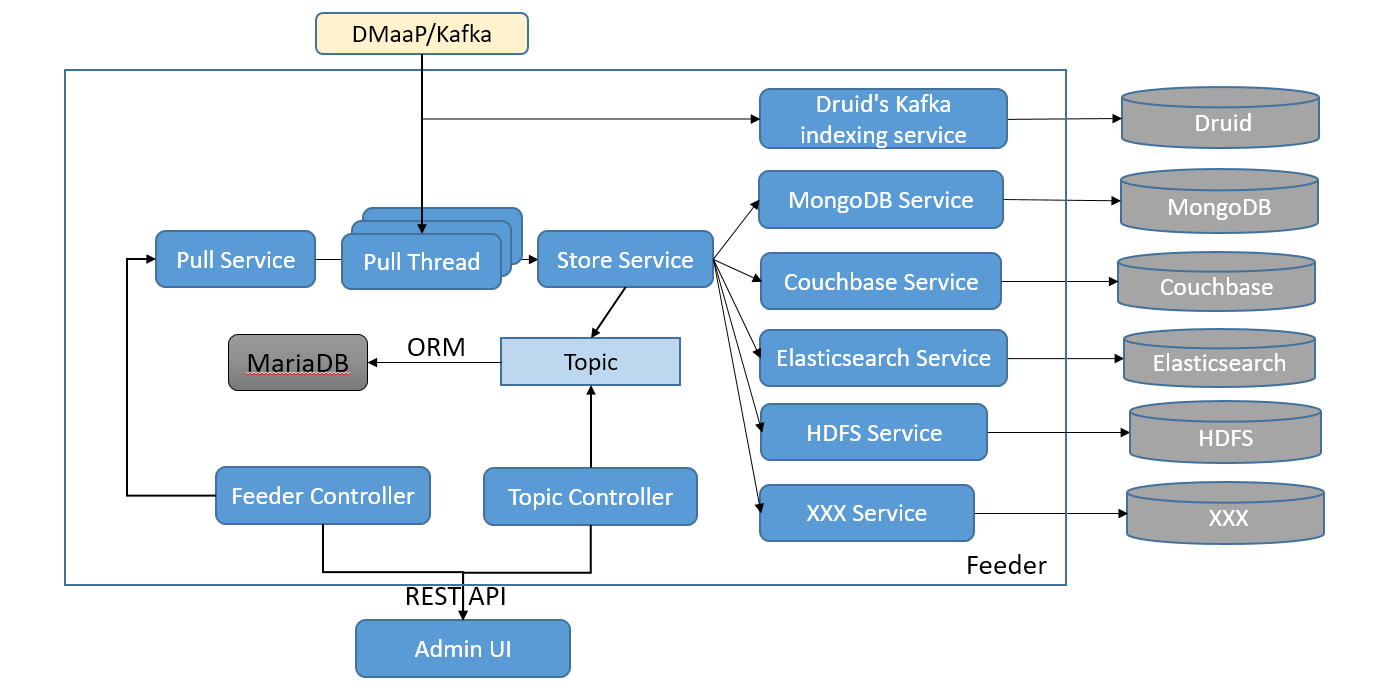 DMaaP/Kafka
Druid's Kafka
indexing service
Druid
MongoDB Service
MongoDB
Pull Service
Pull Thread
Store Service
Couchbase Service
Couchbase
MariaDB
ORM
Topic
Elasticsearch Service
Elasticsearch
HDFS Service
HDFS
Feeder Controller
Topic Controller
XXX Service
XXX
Feeder
REST API
Admin UI